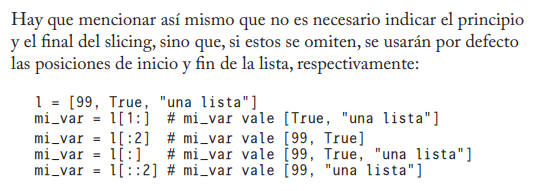 Hay que mencionar así mismo que no es necesario indicar el principio
y el final del slicing, sino que, si estos se omiten, se usarán por defecto
las posiciones de inicio y fin de la lista, respectivamente:
l = [99, True, "una lista"]
mi_var = l[1:]  # mi_var vale [True, "una lista"]
mi_var = l[:2]  # mi_var vale [99, True]
mi_var = l[:]   # mi_var vale [99, True, "una lista"]
mi_var = l[::2] # mi_var vale [99, "una lista"]